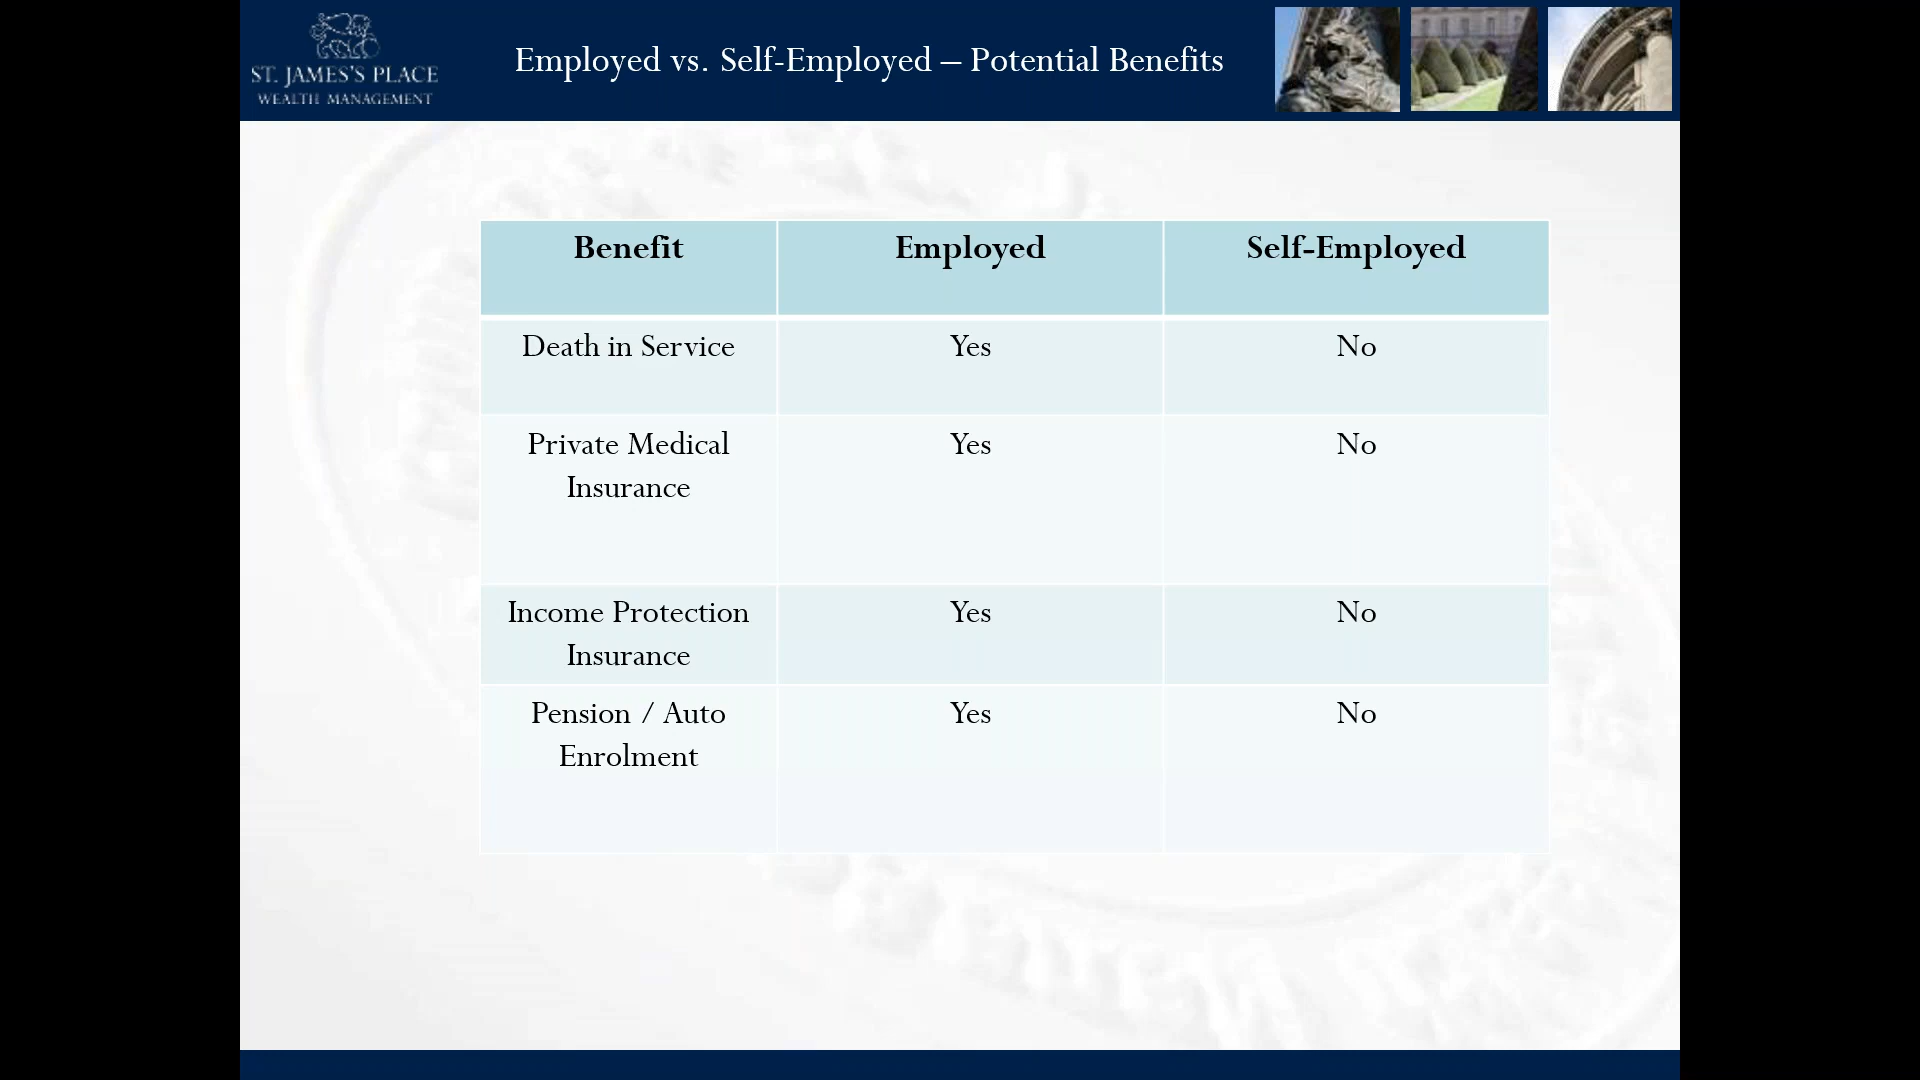 ST. JAMES'S PLACE
WEALTH MANAGEMENT
Employed vs. Self-Employed – Potential Benefits
Benefit Employed Self-Employed
Death in Service Yes No
Private Medical Yes No
Insurance
Income Protection Yes No
Insurance
Pension / Auto Yes No
Enrolment